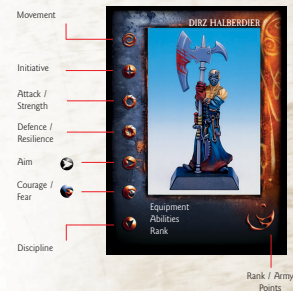 Movement
DIRZ HALBERDIER
Initiative
Attack /
Strength
Defence /
Resilience
Aim
Courage /
Fear
Discipline
Equipment
Abilities
Rank
Rank / Army
Points